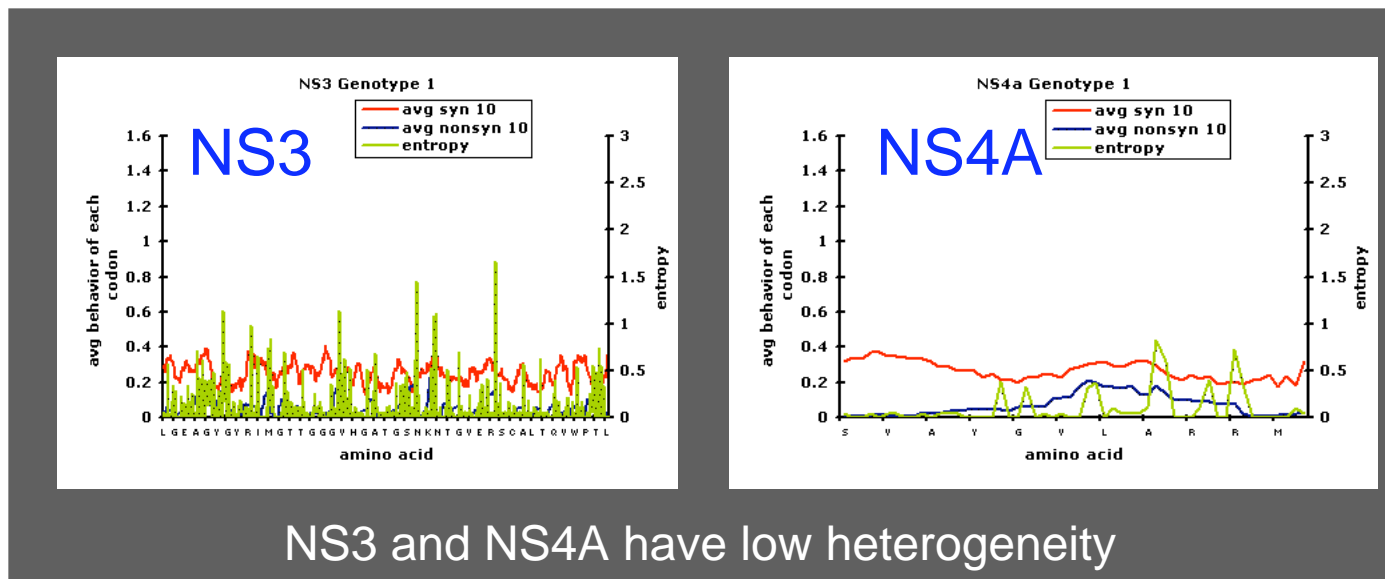 NS3 Genotype 1
avg syn 10
avg nonsyn 10
entropy
NS3
1.6
1.4
1.2
1
0.8
0.6
0.4
0.2
0
3
2.5
2
1.5
1
0.5
0
avg behavior of each
codon
entropy
L G E A G Y G Y R I M G T T G G G V H G A T G S N K N T G V E R S C A L T Q V W P T L
amino acid
NS4a Genotype 1
avg syn 10
avg nonsyn 10
entropy
NS4A
1.6
1.4
1.2
1
0.8
0.6
0.4
0.2
0
3
2.5
2
1.5
1
0.5
0
avg behavior of each
codon
entropy
S V A Y G V L A R R M
amino acid
NS3 and NS4A have low heterogeneity